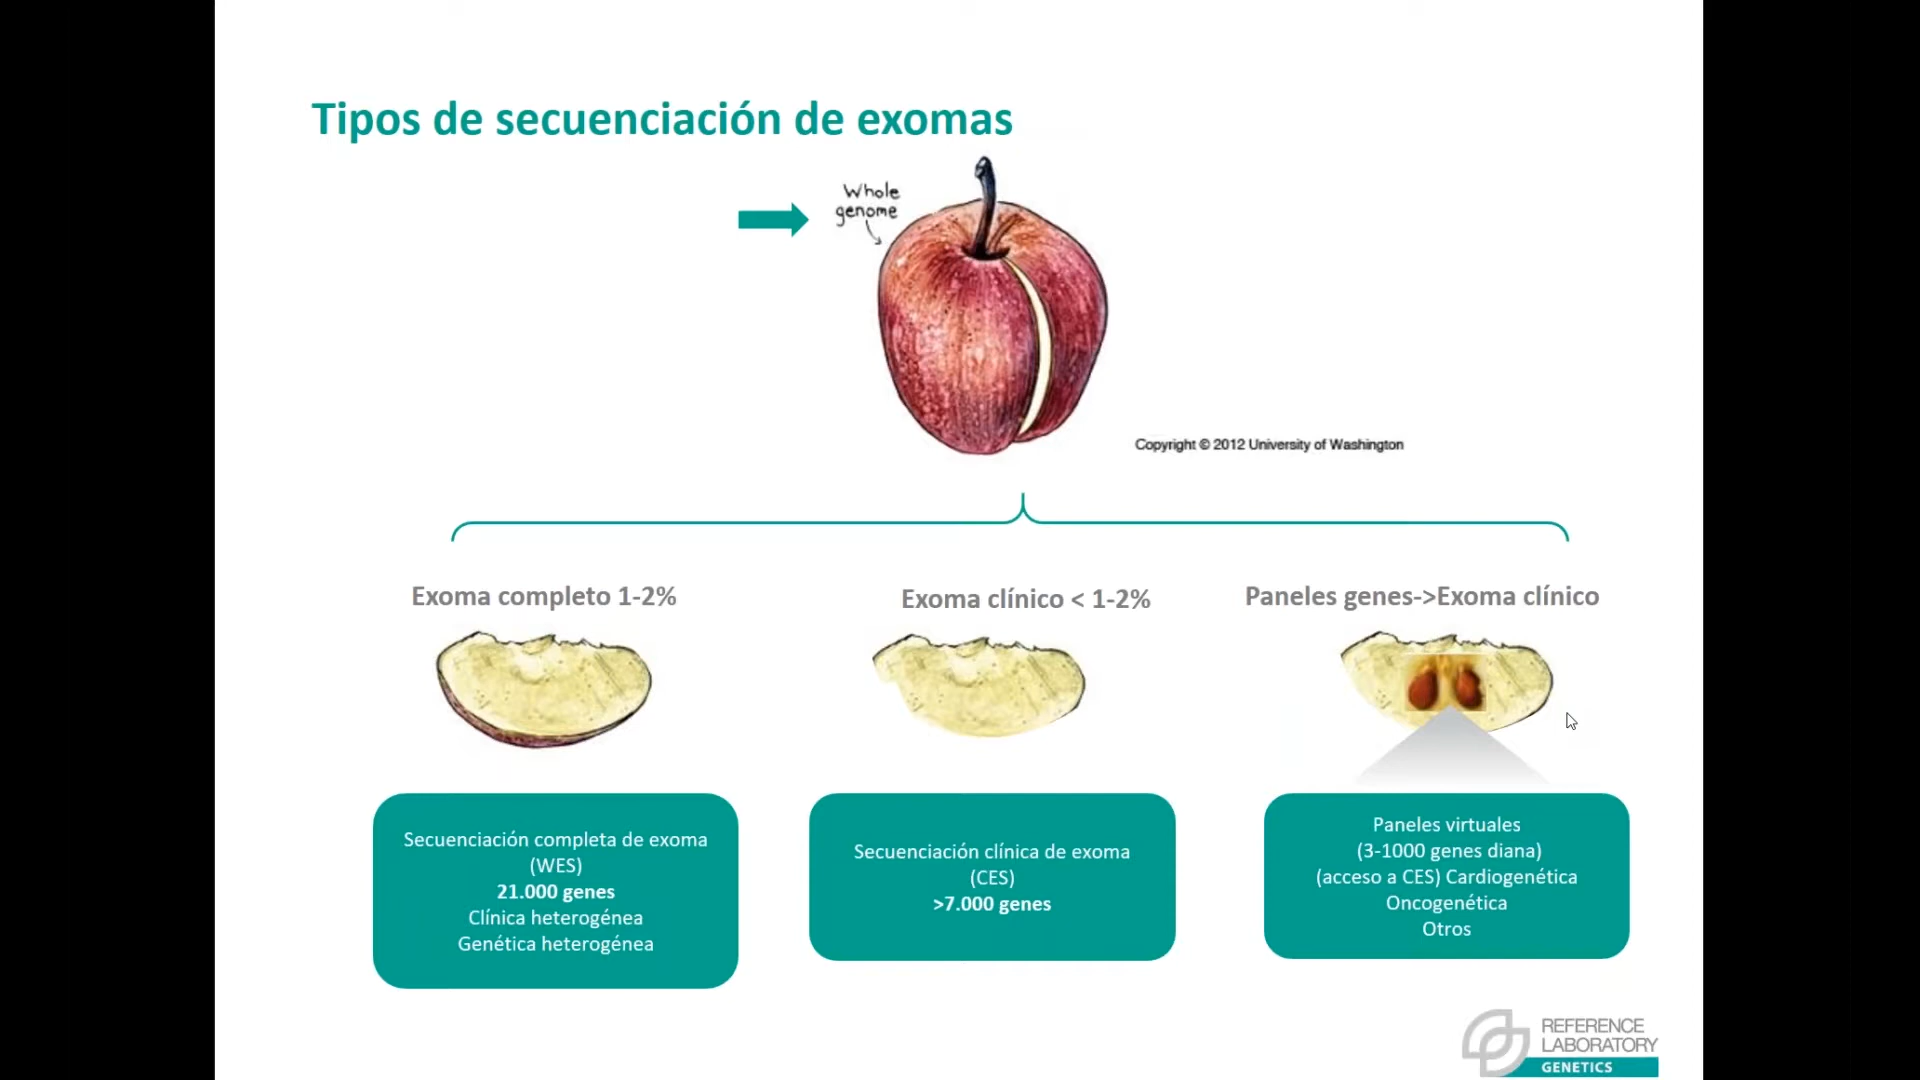 Tipos de secuenciación de exomas
Whole
genome
Copyright © 2012 University of Washington
Exoma completo 1-2%
Exoma clínico < 1-2%
Paneles genes->Exoma clínico
Secuenciación completa de exoma
(WES)
21.000 genes
Clínica heterogénea
Genética heterogénea
Secuenciación clínica de exoma
(CES)
>7.000 genes
Paneles virtuales
(3-1000 genes diana)
(acceso a CES) Cardiogenética
Oncogenética
Otros
REFERENCE
LABORATORY
GENETICS